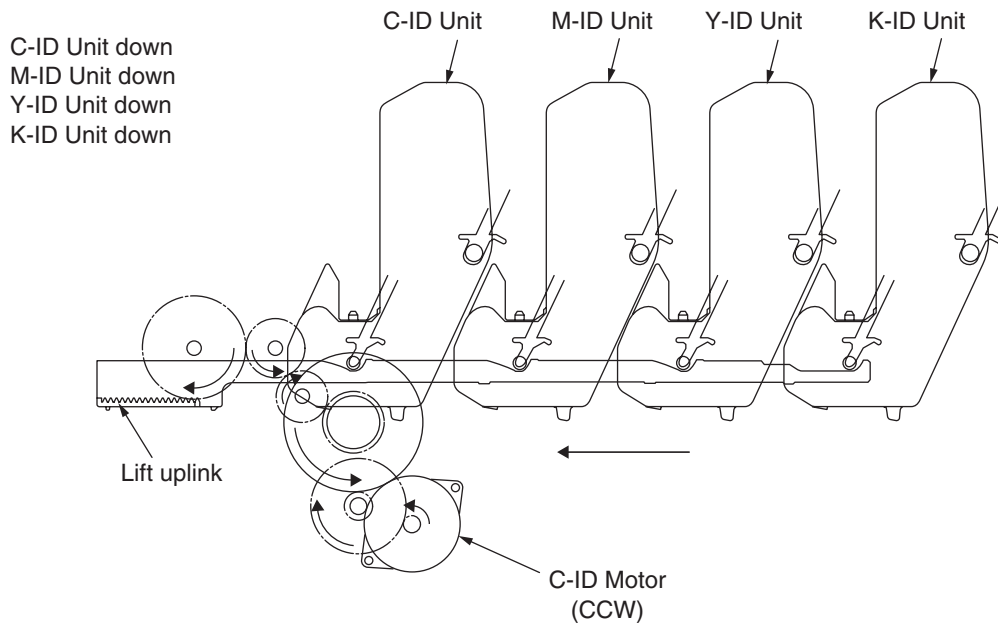 C-ID Unit down
M-ID Unit down
Y-ID Unit down
K-ID Unit down
C-ID Unit
M-ID Unit
Y-ID Unit
K-ID Unit
Lift uplink
C-ID Motor
(CCW)